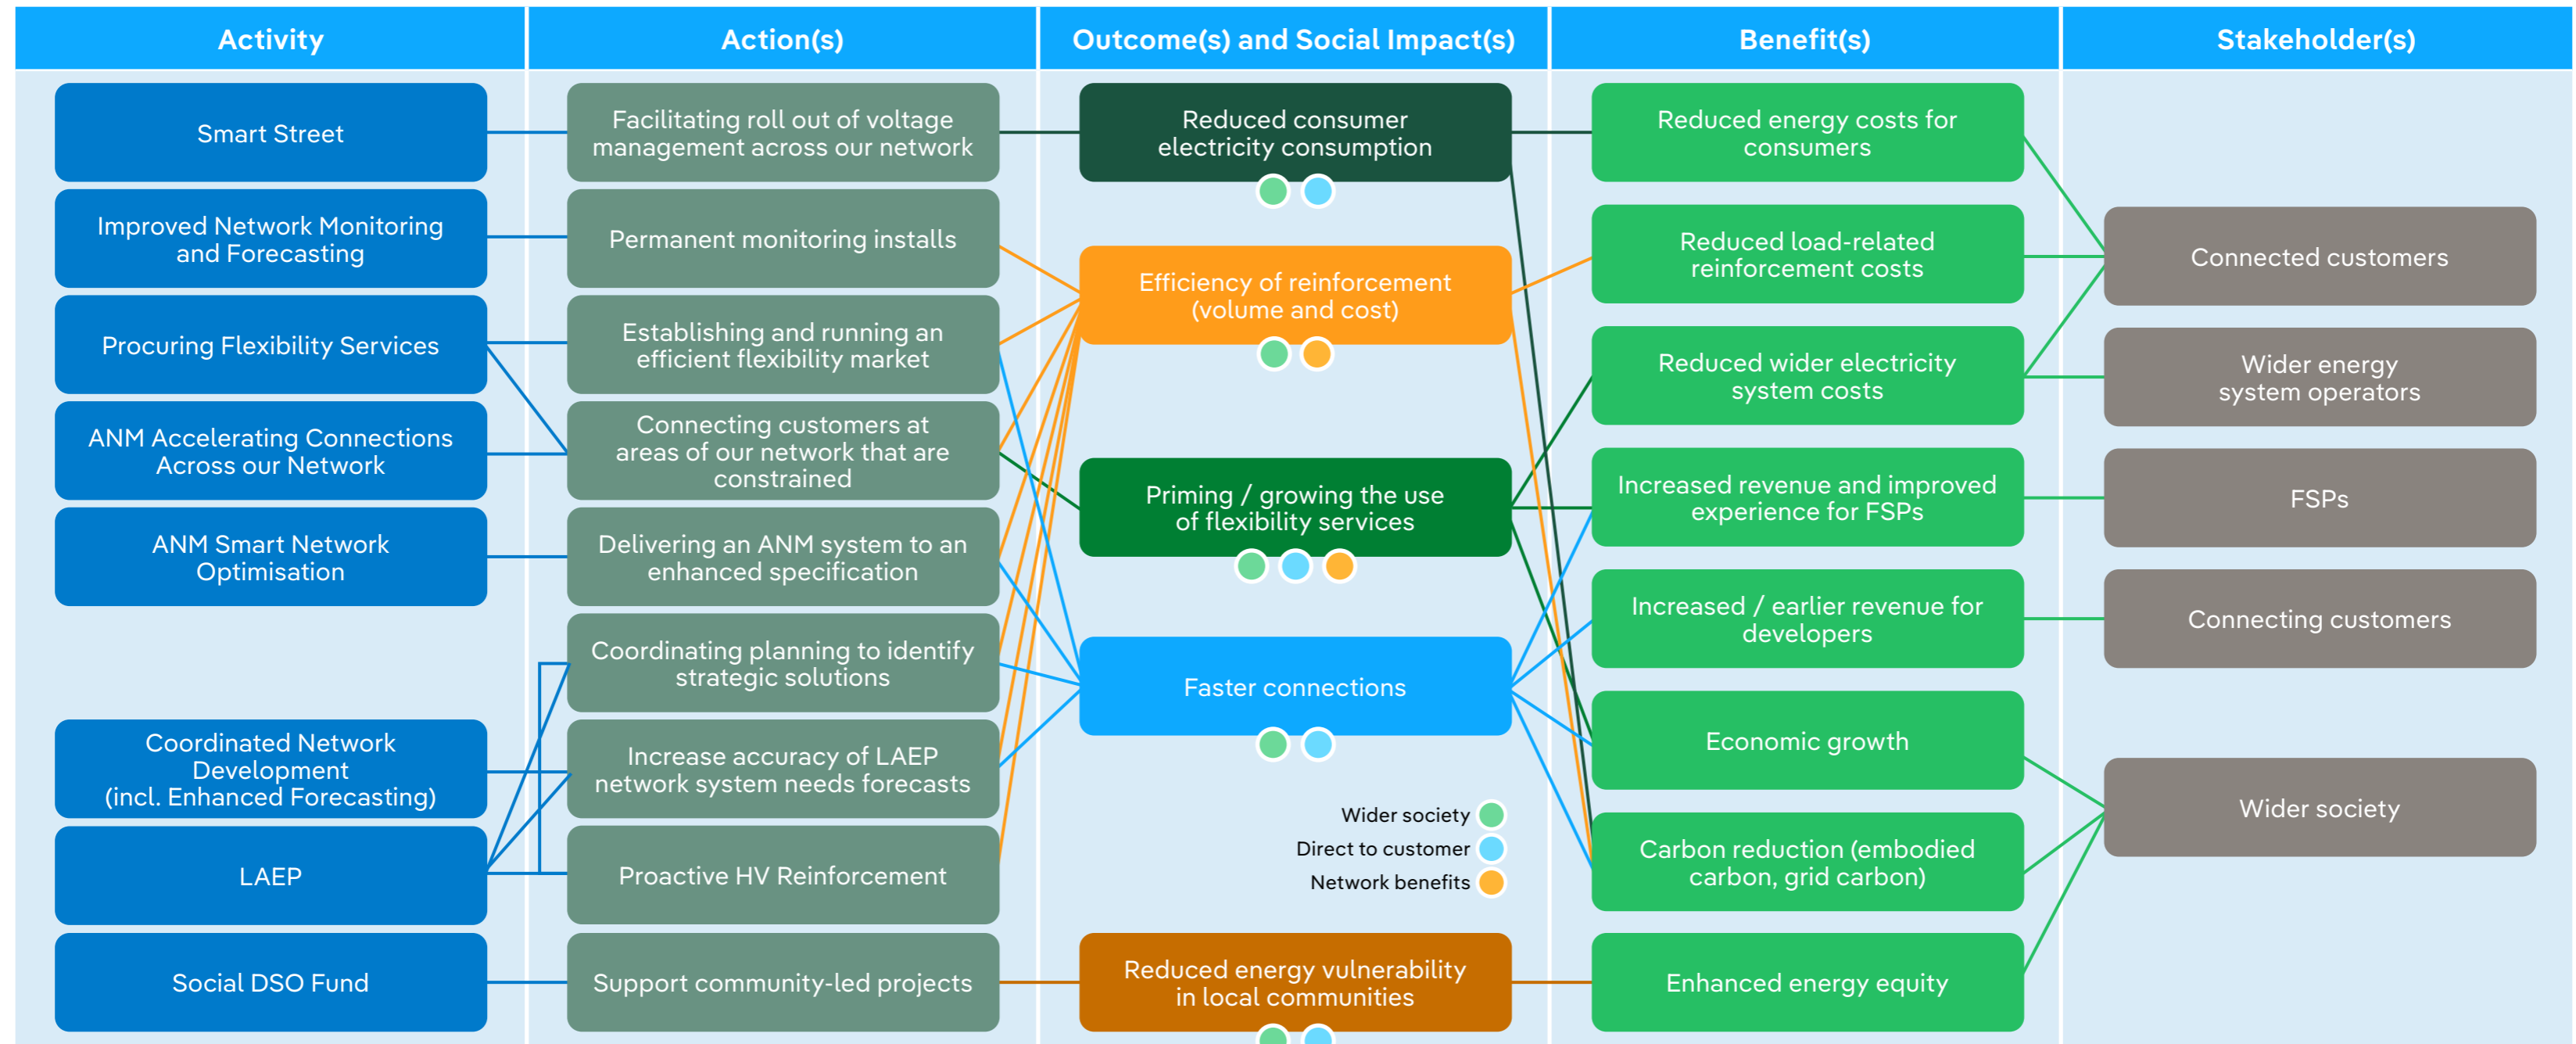 Activity
Action(s)
Outcome(s) and Social Impact(s)
Benefit(s)
Stakeholder(s)
Smart Street
Improved Network Monitoring
and Forecasting
Procuring Flexibility Services
ANM Accelerating Connections
Across our Network
ANM Smart Network
Optimisation
Coordinated Network
Development
(incl. Enhanced Forecasting)
LAEP
Social DSO Fund
Facilitating roll out of voltage
management across our network
Permanent monitoring installs
Establishing and running an
efficient flexibility market
Connecting customers at
areas of our network that are
constrained
Delivering an ANM system to an
enhanced specification
Coordinating planning to identify
strategic solutions
Increase accuracy of LAEP
network system needs forecasts
Proactive HV Reinforcement
Support community-led projects
Reduced consumer
electricity consumption
Efficiency of reinforcement
(volume and cost)
Priming / growing the use
of flexibility services
Faster connections
Wider society
Direct to customer
Network benefits
Reduced energy vulnerability
in local communities
Reduced energy costs for
consumers
Reduced load-related
reinforcement costs
Reduced wider electricity
system costs
Increased revenue and improved
experience for FSPs
Increased / earlier revenue for
developers
Economic growth
Carbon reduction (embodied
carbon, grid carbon)
Enhanced energy equity
Connected customers
Wider energy
system operators
FSPs
Connecting customers
Wider society